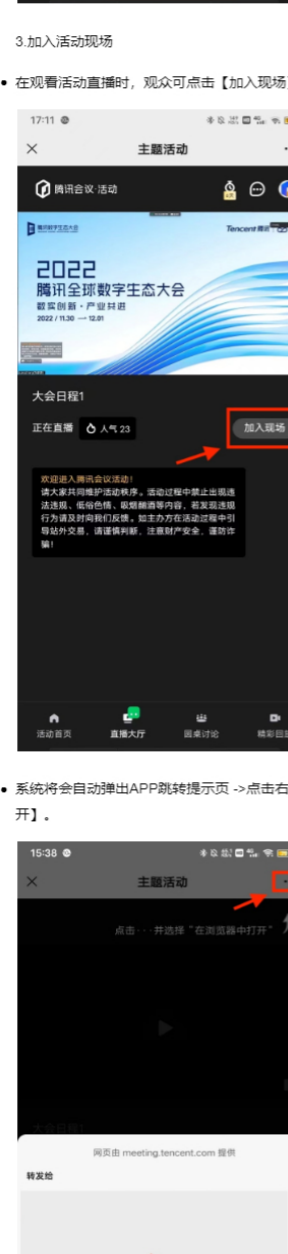 3.加入活动现场
在观看活动直播时，观众可点击【加入现场
17:11
主题活动
腾讯会议·活动
Tencent 腾讯
2022
腾讯全球数字生态大会
数实创新·产业共进
2022 / 11.30 — 12.01
大会日程1
正在直播 人气 23
加入现场
欢迎进入腾讯会议活动！
请大家共同维护活动秩序。活动过程中禁止出现违
法违规、低俗色情、吸烟酗酒等内容，若发现违规
行为请及时向我们反馈。如主办方在活动过程中引
导站外交易，请谨慎判断，注意财产安全，谨防诈
骗！
活动首页 直播大厅 圆桌讨论 精彩回
系统将会自动弹出APP跳转提示页 ->点击右
开】。
15:38
主题活动
点击···并选择“在浏览器中打开”
大会日程1
网页由 meeting.tencent.com 提供
转发给